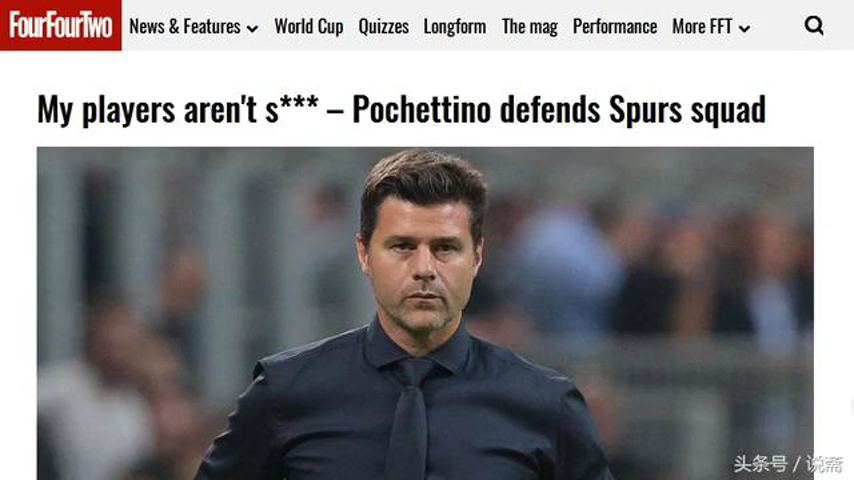 FourFourTwo News & Features World Cup Quizzes Longform The mag Performance More FFT
My players aren't s*** – Pochettino defends Spurs squad
头条号 / 说斋